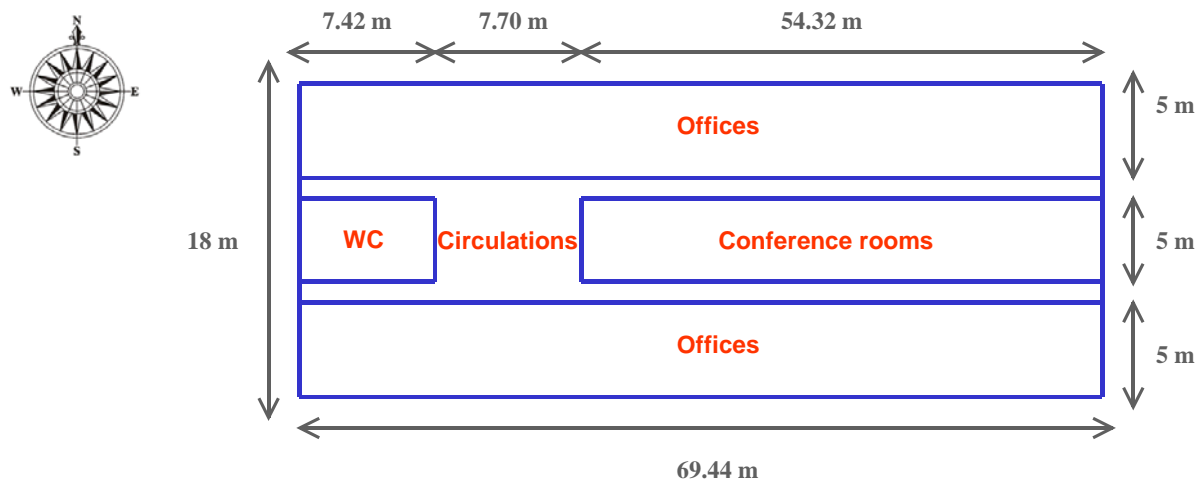 7.42 m 7.70 m 54.32 m
N
W E
S
Offices
5 m
18 m
WC Circulations Conference rooms
5 m
Offices
5 m
69.44 m